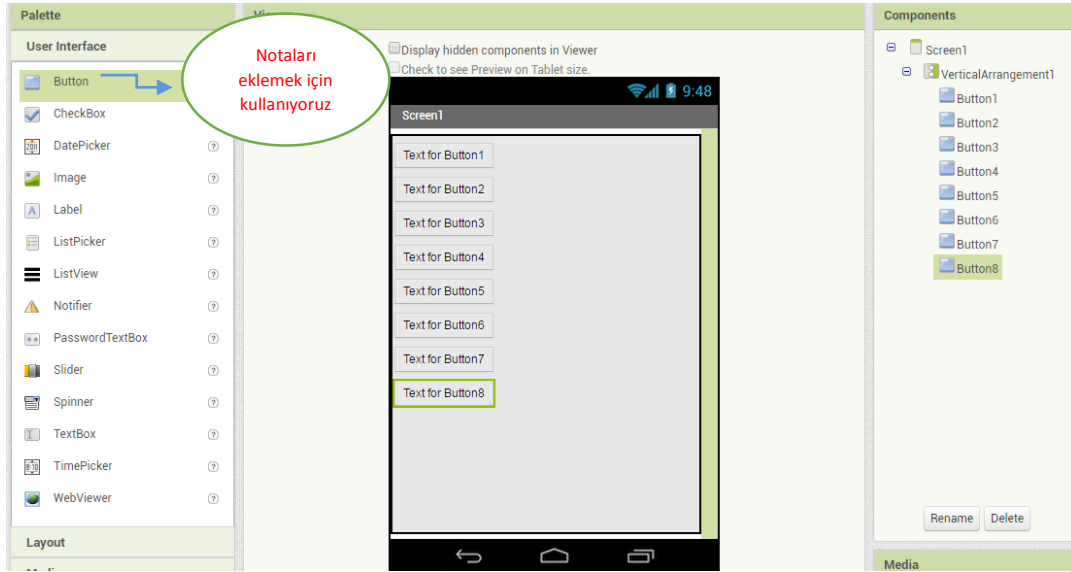 Palette
User Interface
Button
CheckBox
DatePicker
Image
Label
ListPicker
ListView
Notifier
PasswordTextBox
Slider
Spinner
TextBox
TimePicker
WebViewer
Layout
Notaları
eklemek için
kullanıyoruz
Display hidden components in Viewer
Check to see Preview on Tablet size.
9:48
Screen1
Text for Button1
Text for Button2
Text for Button3
Text for Button4
Text for Button5
Text for Button6
Text for Button7
Text for Button8
Components
Screen1
VerticalArrangement1
Button1
Button2
Button3
Button4
Button5
Button6
Button7
Button8
Rename Delete
Media